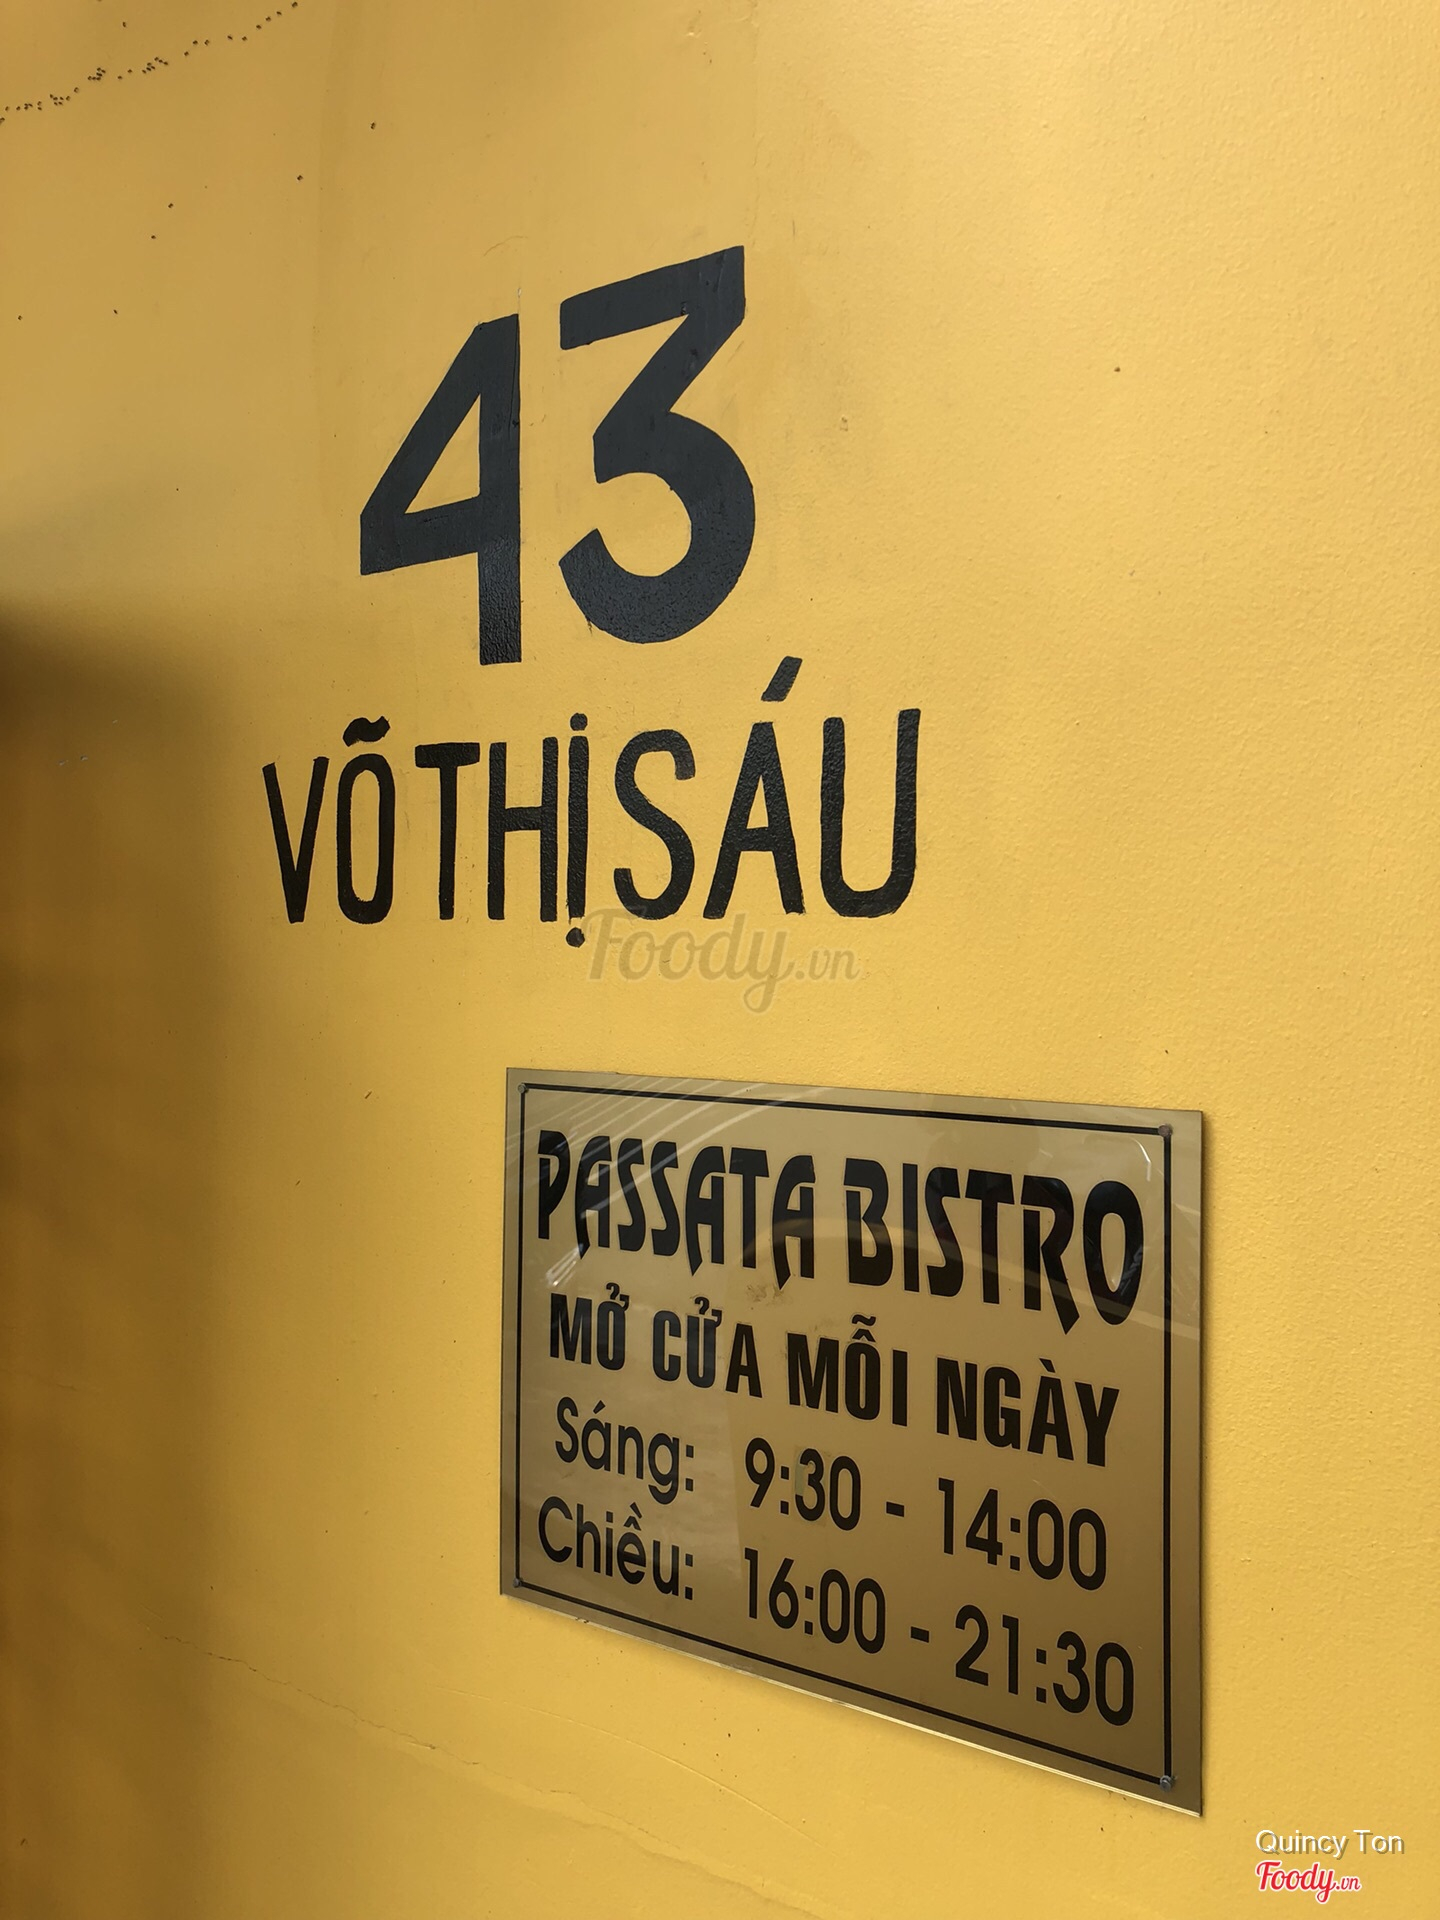 43
VÕ THỊ SÁU
Foody.vn
PASSATA BISTRO
MỞ CỬA MỖI NGÀY
Sáng: 9:30 - 14:00
Chiều: 16:00 - 21:30
Quincy Ton
Foody.vn